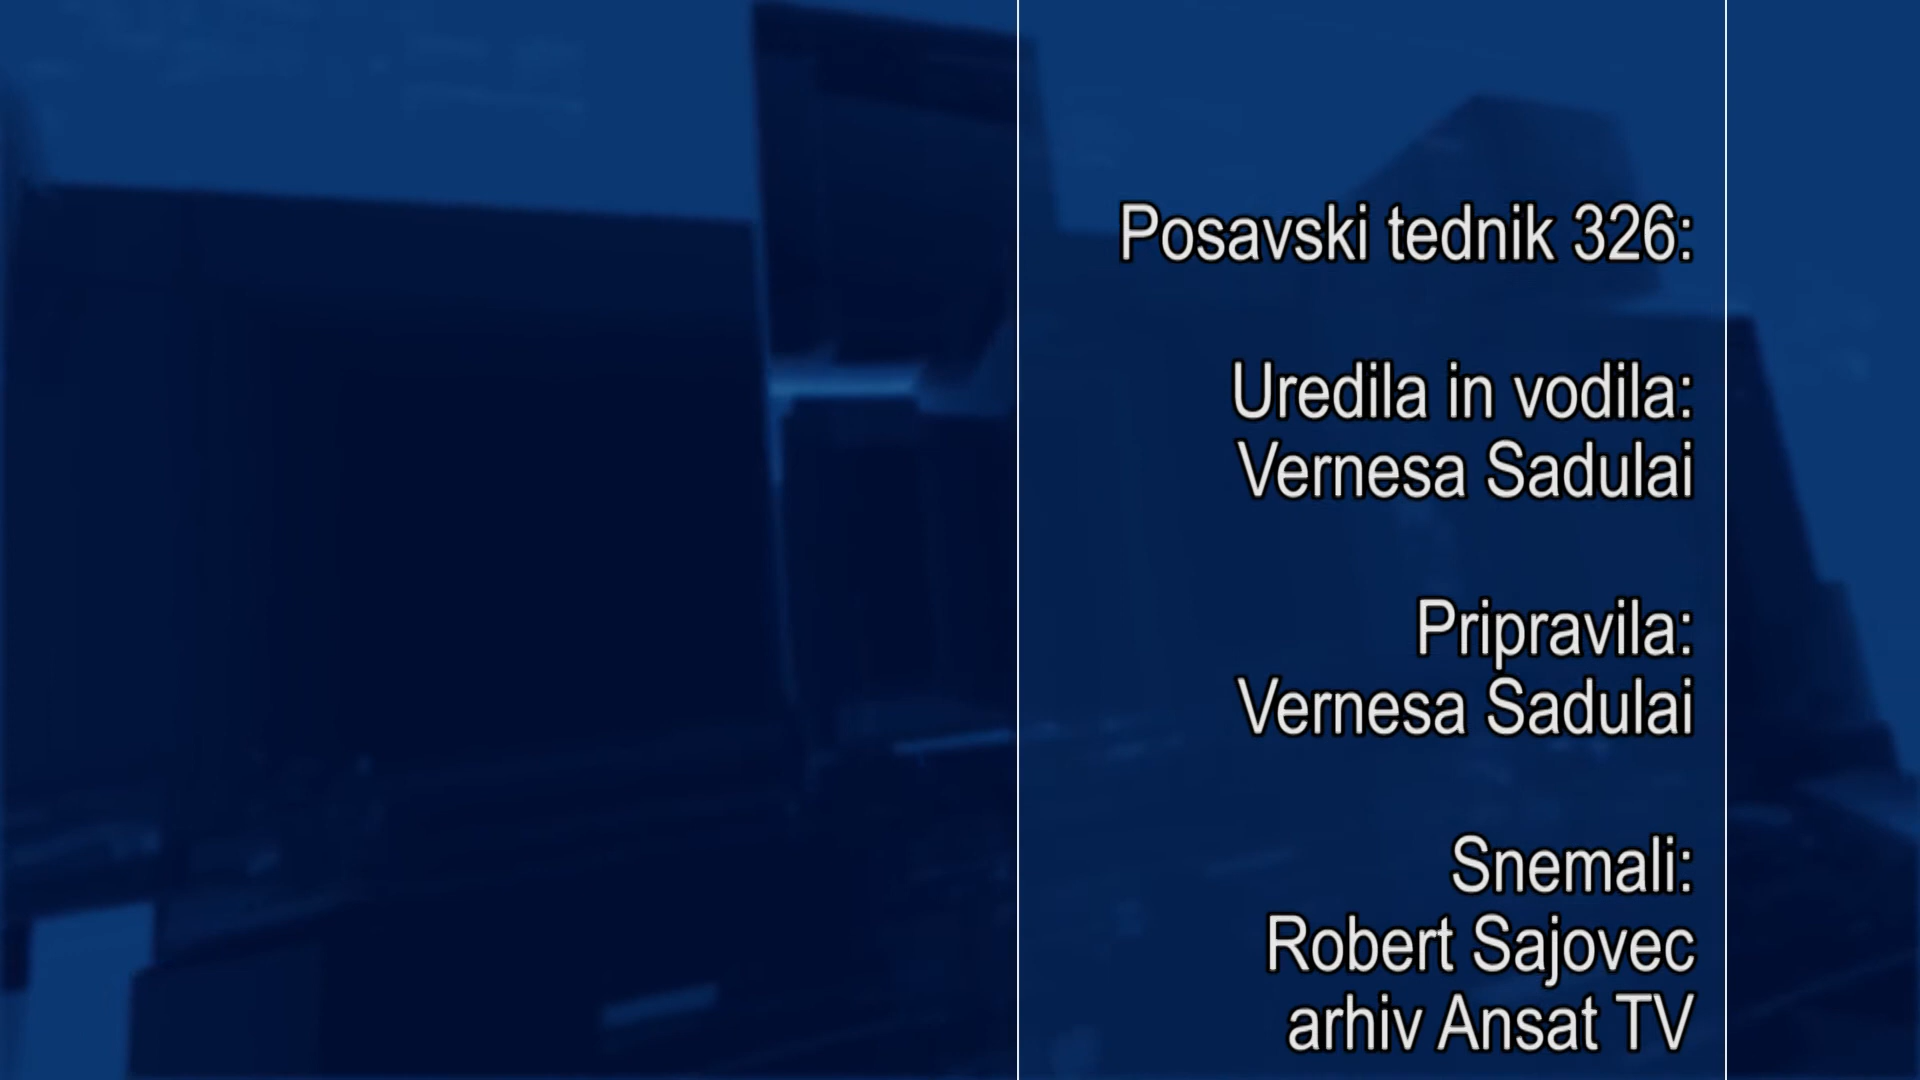 Posavski tednik 326:
Uredila in vodila:
Vernesa Sadulai
Pripravila:
Vernesa Sadulai
Snemali:
Robert Sajovec
arhiv Ansat TV